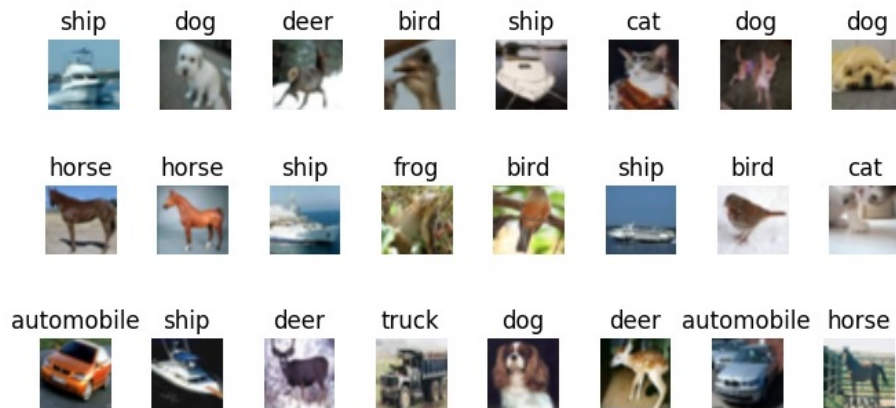 ship dog deer bird ship cat dog dog
horse horse ship frog bird ship bird cat
automobile ship deer truck dog deer automobile horse